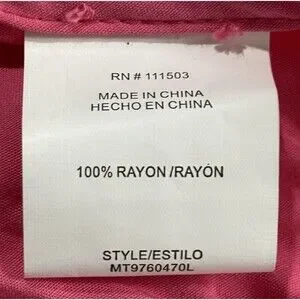 RN # 111503
MADE IN CHINA
HECHO EN CHINA
100% RAYON /RAYÓN
STYLE/ESTILO
MT9760470L